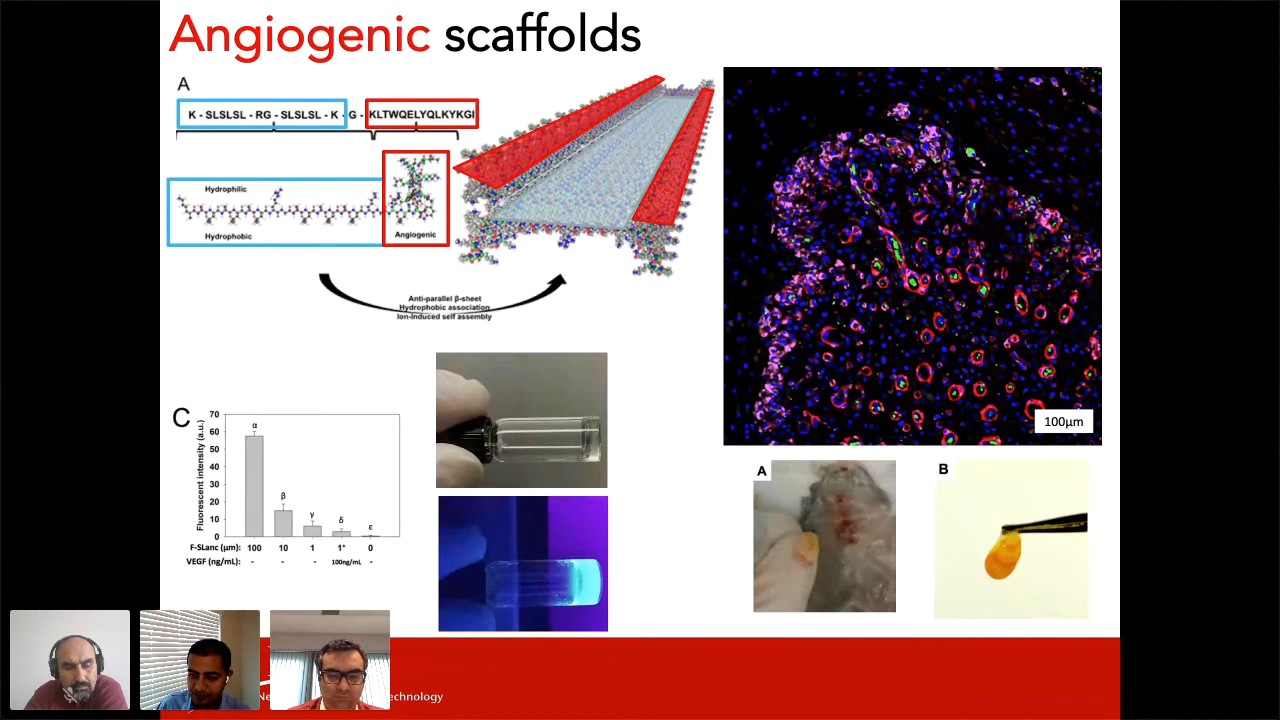 Angiogenic scaffolds
A
K - SLSLSL - RG - SLSLSL - K - G - KLTWQELYQLKYKGI
Hydrophilic
Hydrophobic
Angiogenic
Anti-parallel β-sheet
Hydrophobic association
Ion-Induced self assembly
100μm
C
Fluorescent intensity (a.u.)
70
60
50
40
30
20
10
0
α
β
γ
δ
ε
F-SLanc (μm): 100 10 1 1* 0
VEGF (ng/mL): - - - 100ng/mL -
A
B